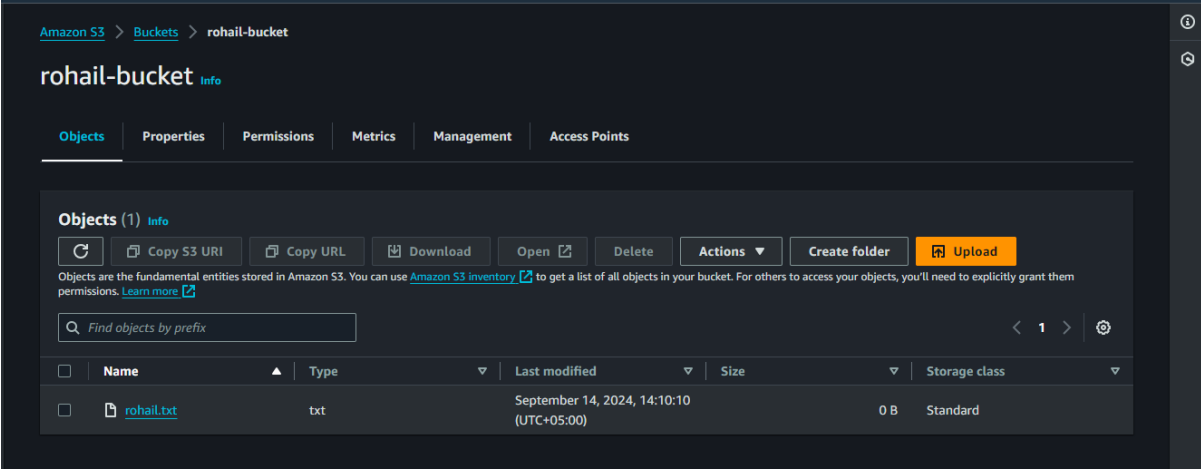 Amazon S3 > Buckets > rohail-bucket
rohail-bucket Info
Objects Properties Permissions Metrics Management Access Points
Objects (1) Info
Copy S3 URI Copy URL Download Open Delete Actions Create folder Upload
Objects are the fundamental entities stored in Amazon S3. You can use Amazon S3 inventory to get a list of all objects in your bucket. For others to access your objects, you'll need to explicitly grant them
permissions. Learn more
Find objects by prefix
1
Name Type Last modified Size Storage class
rohail.txt txt September 14, 2024, 14:10:10 0 B Standard
(UTC+05:00)